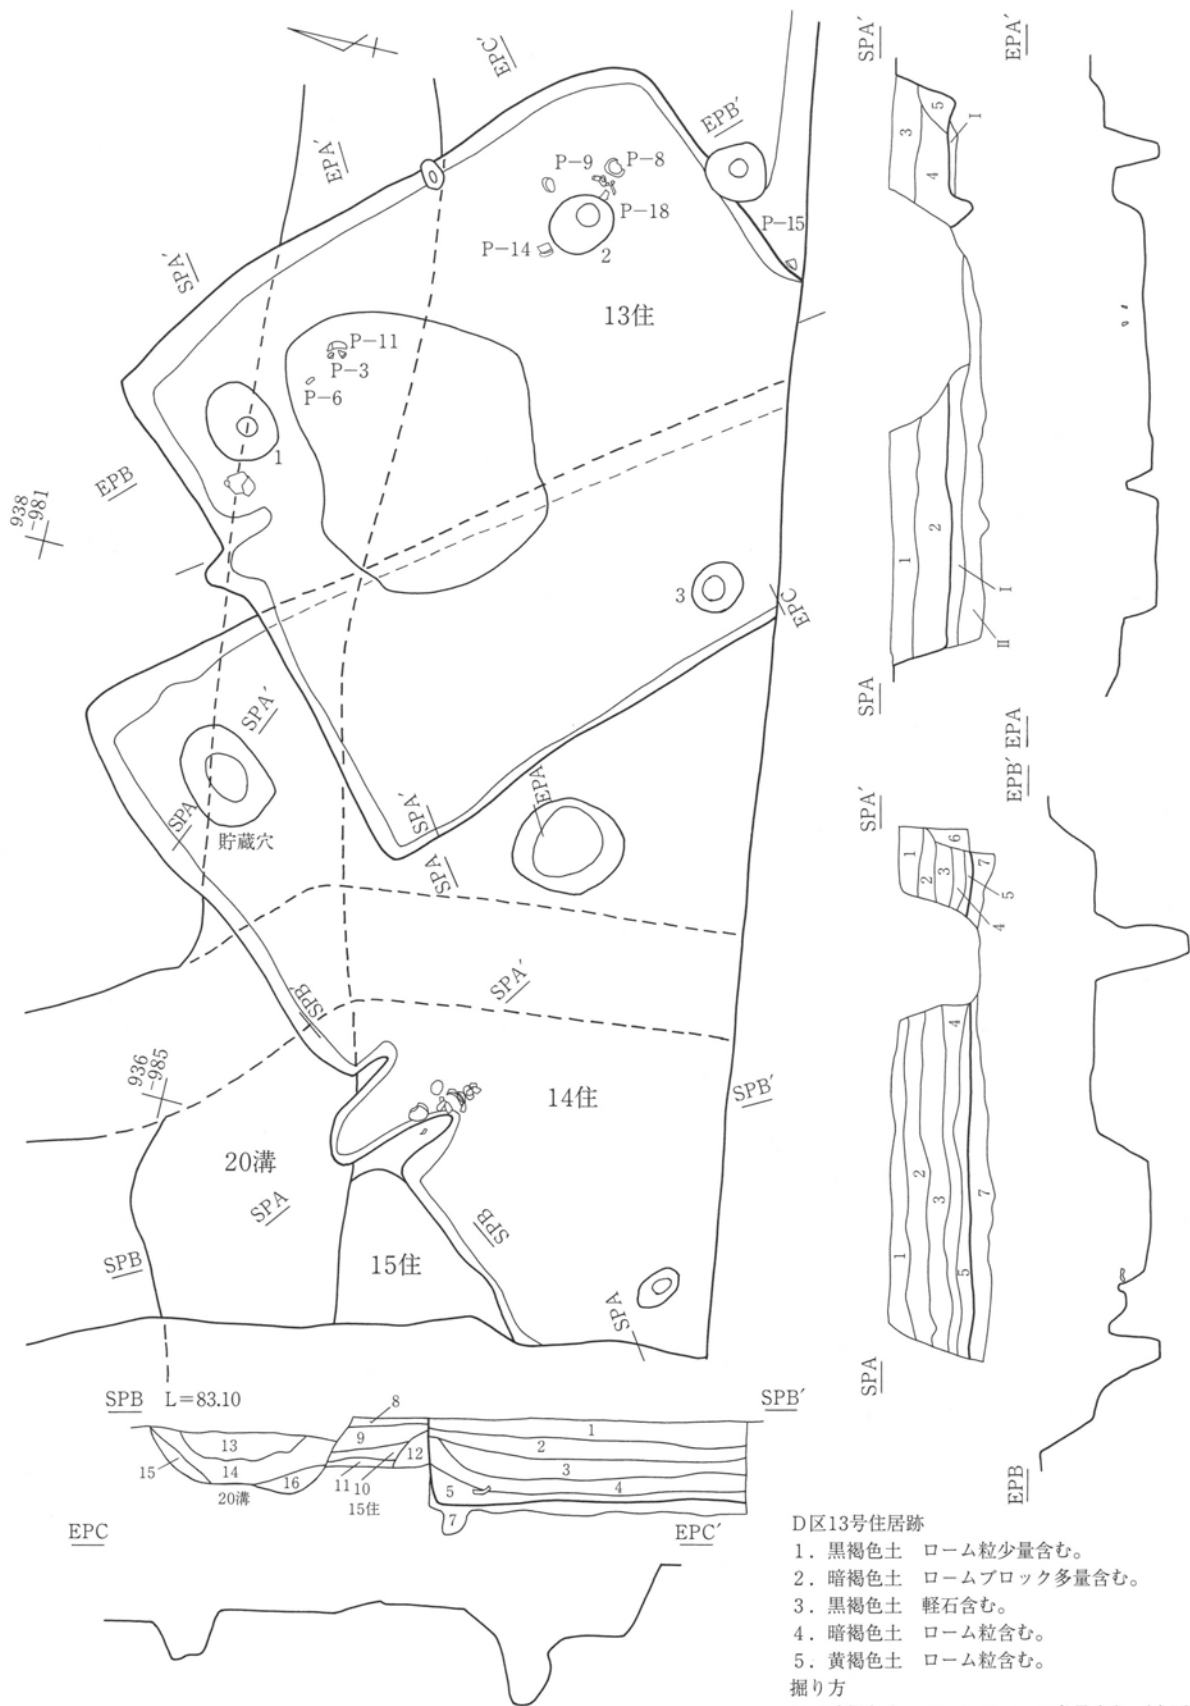 EPC′
EPA′
EPB′
SPA′
P-9
P-8
P-18
P-15
P-14
2
13住
P-11
P-3
P-6
1
EPB
938
-981
3
EPC
SPA′
SPA
貯蔵穴
SPA′
SPA
EPA
SPB′
SPA′
936
-985
14住
SPB′
20溝
SPA
SPB
15住
SPB
SPA
SPA′
EPA′
3
5
I
4
1
2
I
II
SPA
EPA
SPA′
EPB′
1
2
3
6
7
5
4
4
1
2
3
5
7
SPA
EPB
SPB L=83.10
SPB′
8
13
9
1
15
14
16
11
10
12
2
3
5
4
7
20溝
15住
EPC
EPC′
D区13号住居跡
1．黒褐色土 ローム粒少量含む。
2．暗褐色土 ロームブロック多量含む。
3．黒褐色土 軽石含む。
4．暗褐色土 ローム粒含む。
5．黄褐色土 ローム粒含む。
掘り方